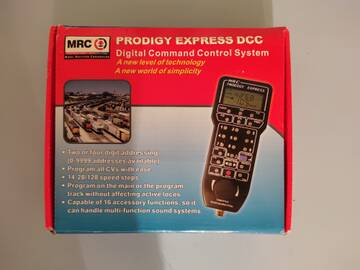 MRC
MODEL RECTIFIER CORPORATION
PRODIGY EXPRESS DCC
Digital Command Control System
A new level of technology
A new world of simplicity
MRC
PRODIGY EXPRESS
• Two or four digit addressing
(0-9999 addresses available)
• Program all CVs with ease
• 14-28-128 speed steps
• Program on the main or the program
track without affecting active locos
• Capable of 16 accessory functions, so it
can handle multi-function sound systems